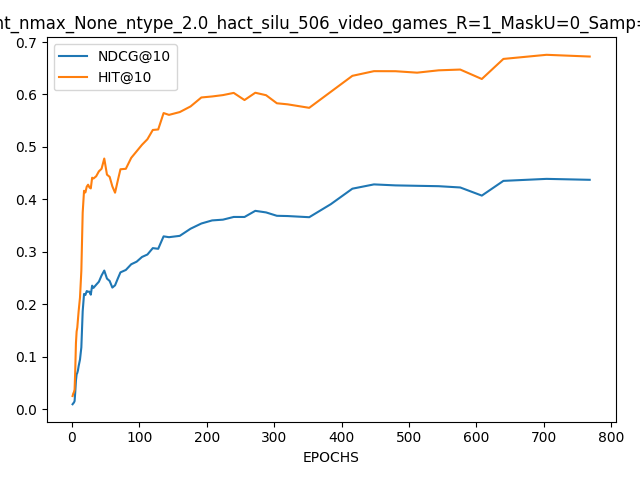 nt_nmax_None_ntype_2.0_hact_silu_506_video_games_R=1_MaskU=0_Samp=
NDCG@10
HIT@10
0.7
0.6
0.5
0.4
0.3
0.2
0.1
0.0
0 100 200 300 400 500 600 700 800
EPOCHS